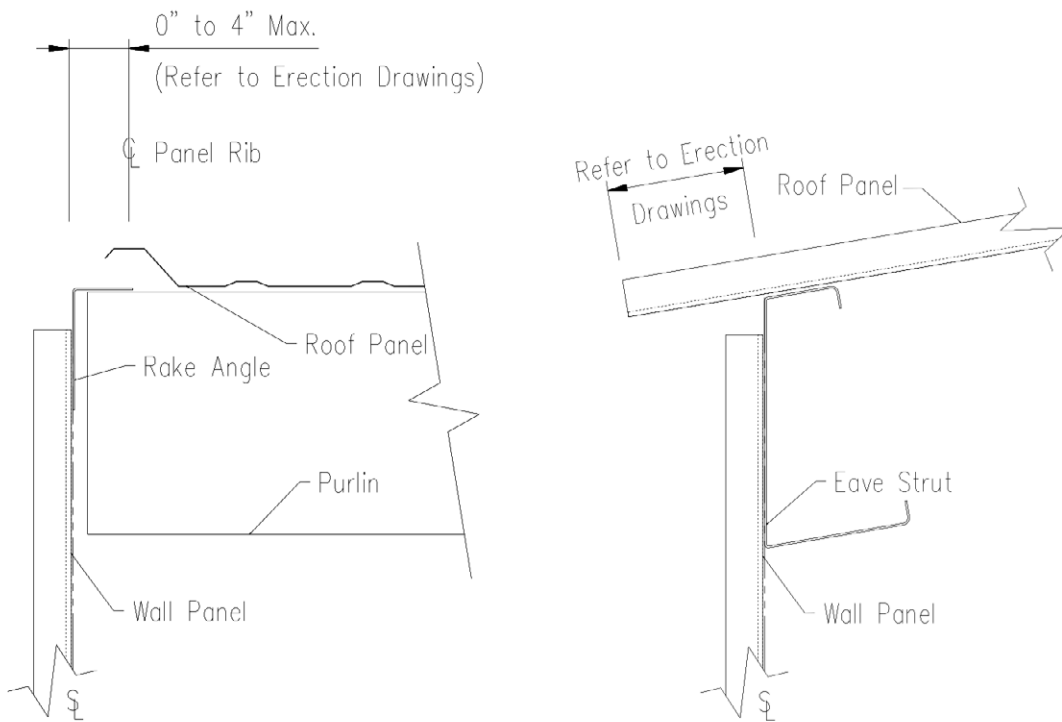 0” to 4” Max.
(Refer to Erection Drawings)
℄ Panel Rib
Roof Panel
Rake Angle
Purlin
Wall Panel
SL
Refer to Erection
Drawings
Roof Panel
Eave Strut
Wall Panel
SL